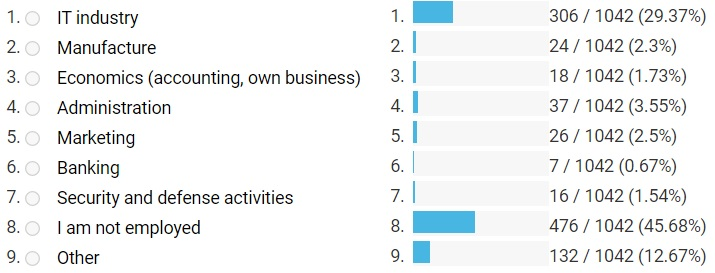 1. IT industry 1. 306 / 1042 (29.37%)
2. Manufacture 2. 24 / 1042 (2.3%)
3. Economics (accounting, own business) 3. 18 / 1042 (1.73%)
4. Administration 4. 37 / 1042 (3.55%)
5. Marketing 5. 26 / 1042 (2.5%)
6. Banking 6. 7 / 1042 (0.67%)
7. Security and defense activities 7. 16 / 1042 (1.54%)
8. I am not employed 8. 476 / 1042 (45.68%)
9. Other 9. 132 / 1042 (12.67%)